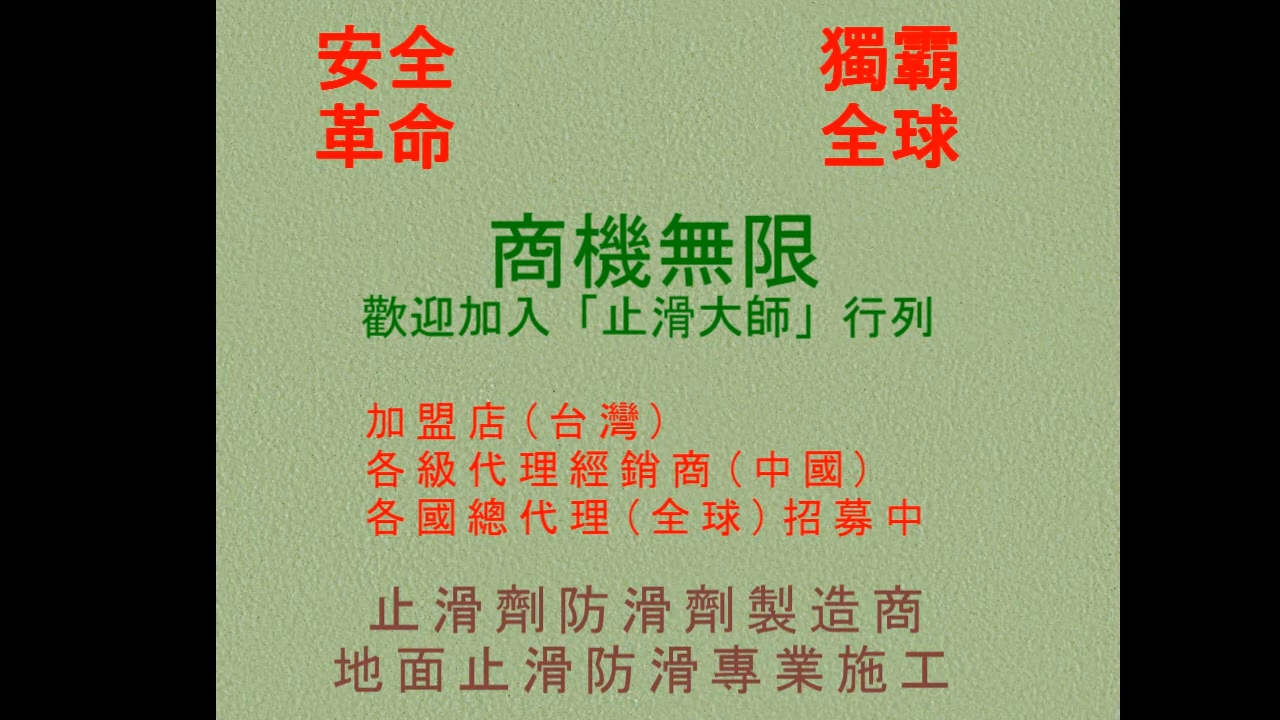 安全
革命
獨霸
全球
商機無限
歡迎加入「止滑大師」行列
加盟店(台灣)
各級代理經銷商(中國)
各國總代理(全球)招募中
止滑劑防滑劑製造商
地面止滑防滑專業施工